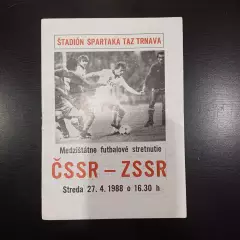 ŠTADIÓN SPARTAKA TAZ TRNAVA
Medzištátne futbalové stretnutie
ČSSR – ZSSR
Streda 27. 4. 1988 o 16.30 h